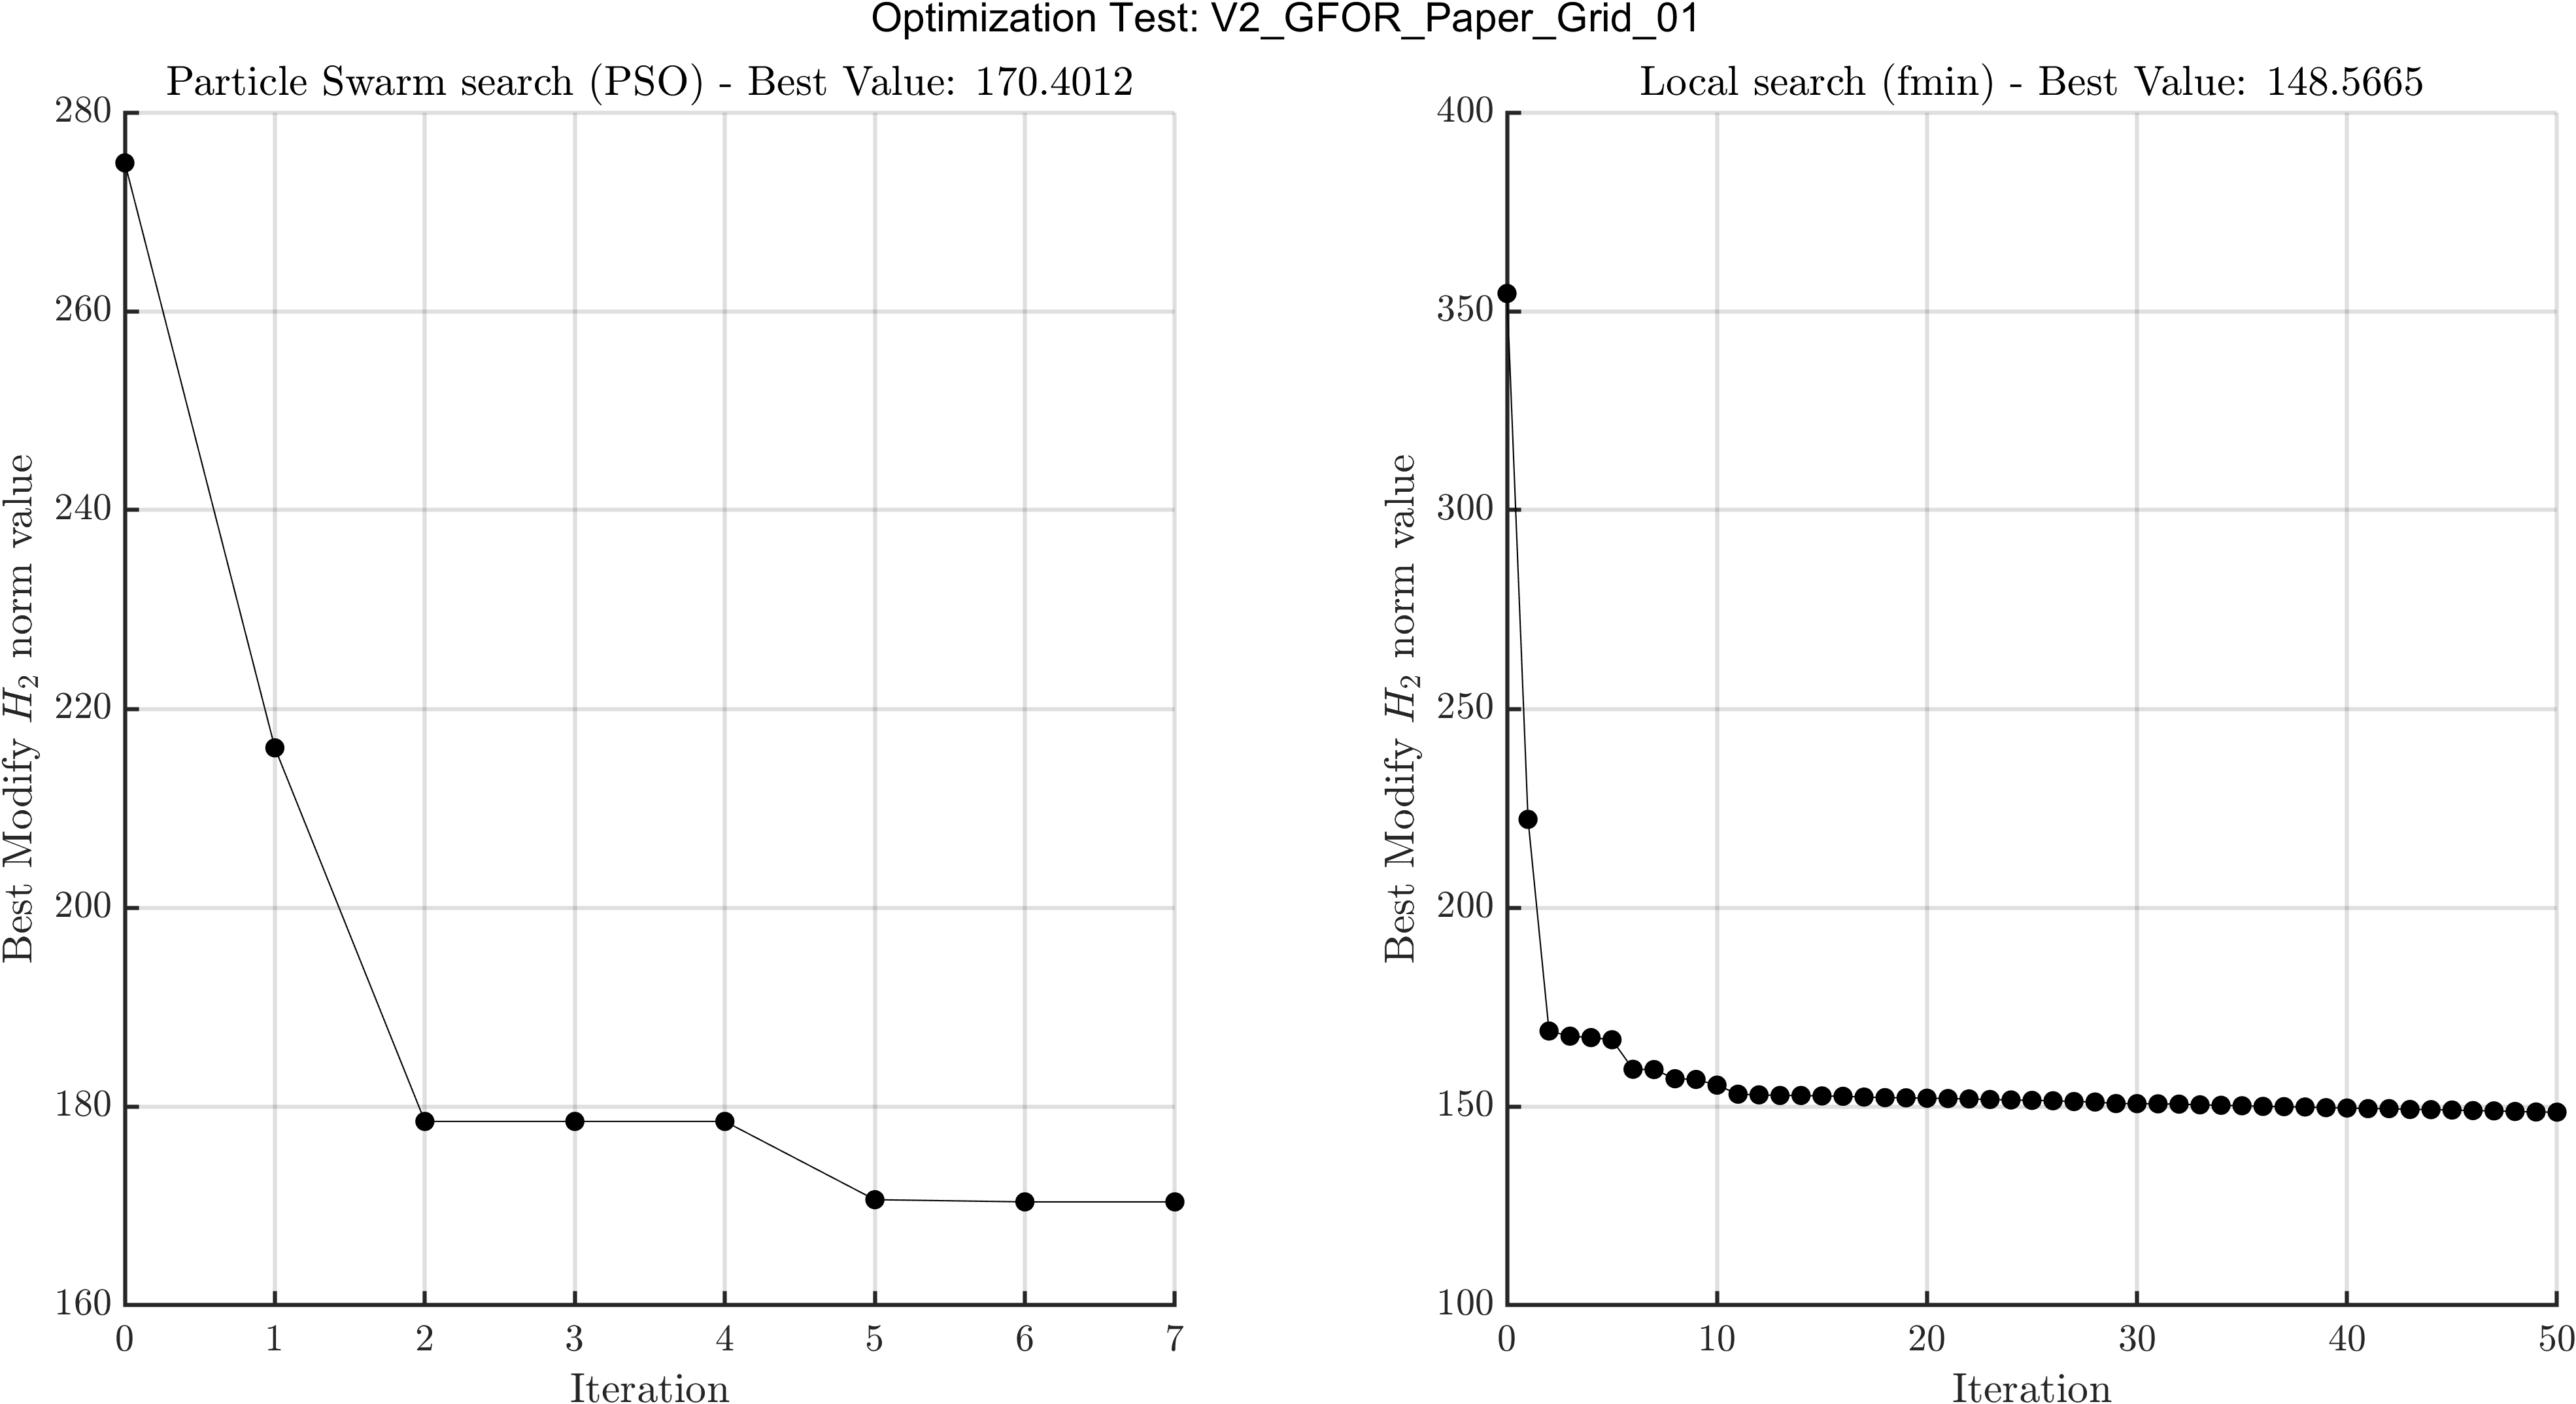 Optimization Test: V2_GFOR_Paper_Grid_01
Particle Swarm search (PSO) - Best Value: 170.4012
280
260
240
220
200
180
160
0 1 2 3 4 5 6 7
Best Modify H₂ norm value
Iteration
Local search (fmin) - Best Value: 148.5665
400
350
300
250
200
150
100
0 10 20 30 40 50
Best Modify H₂ norm value
Iteration